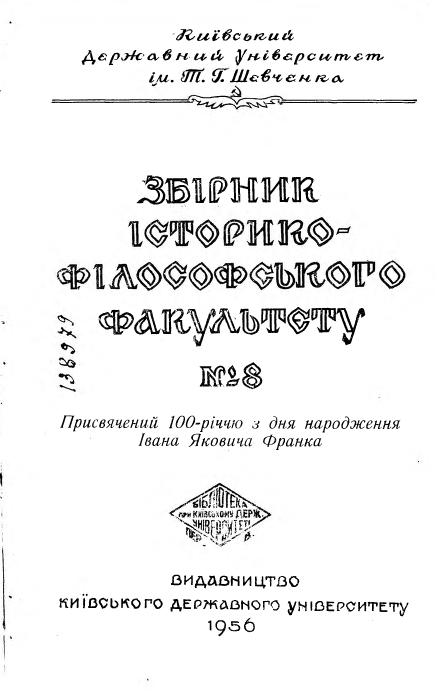 Київський
Державний Університет
ім. Т. Г. Шевченка
ЗБІРНИК
ІСТОРИКО-
ФІЛОСОФСЬКОГО
ФАКУЛЬТЕТУ
№ 8
138979
Присвячений 100-річчю з дня народження
Івана Яковича Франка
БІБЛІОТЕКА
при КИЇВСЬКОМУ ДЕРЖ.
УНІВЕРСИТЕТІ
ВИДАВНИЦТВО
КИЇВСЬКОГО ДЕРЖАВНОГО УНІВЕРСИТЕТУ
1956